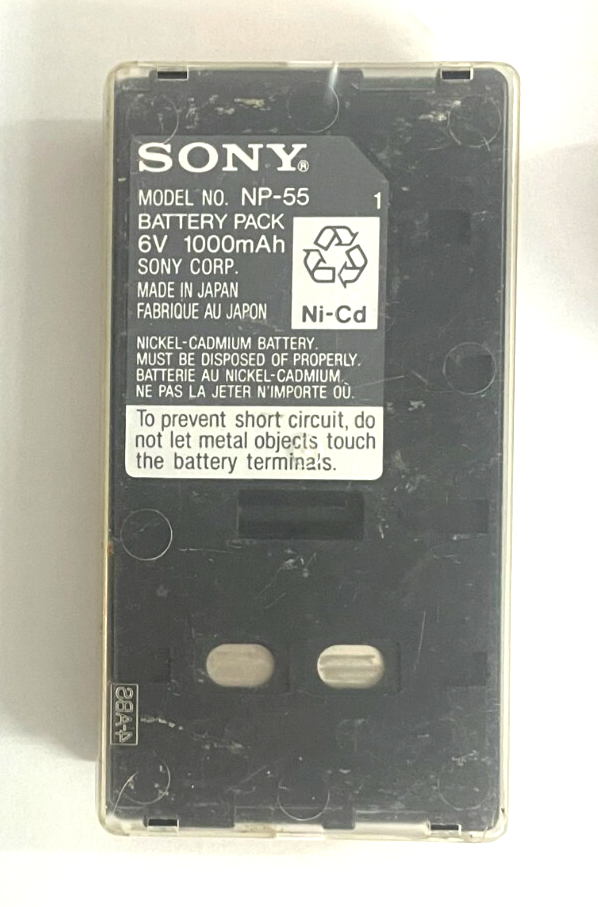 SONY®
MODEL NO. NP-55 1
BATTERY PACK
6V 1000mAh
SONY CORP.
MADE IN JAPAN
FABRIQUE AU JAPON
Ni-Cd
NICKEL-CADMIUM BATTERY.
MUST BE DISPOSED OF PROPERLY.
BATTERIE AU NICKEL-CADMIUM.
NE PAS LA JETER N'IMPORTE OÙ.
To prevent short circuit, do
not let metal objects touch
the battery terminals.